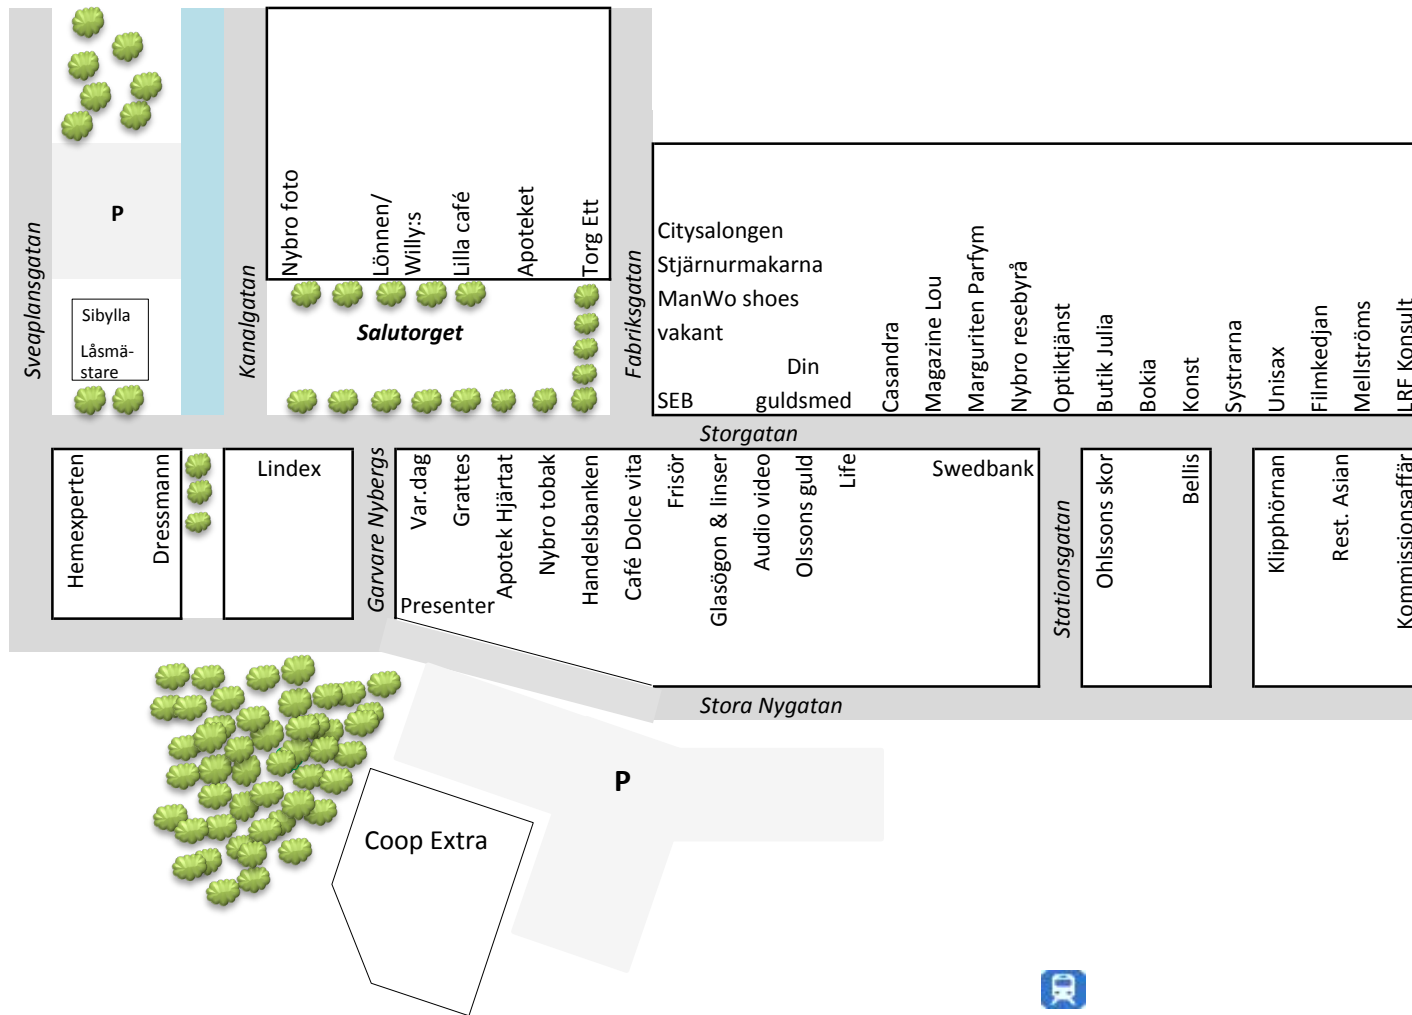 Sveaplansgatan
P
Sibylla
Låsmä-
stare
Kanalgatan
Nybro foto
Lönnen/
Willy:s
Lilla café
Apoteket
Torg Ett
Salutorget
Fabriksgatan
Citysalongen
Stjärnurmakarna
ManWo shoes
vakant
Din
SEB
guldsmed
Casandra
Magazine Lou
Marguriten Parfym
Nybro resebyrå
Optiktjänst
Butik Julia
Bokia
Konst
Systrarna
Unisax
Filmkedjan
Mellströms
LRF Konsult
Storgatan
Hemexperten
Dressmann
Lindex
Garvare Nybergs
Var.dag
Grattes
Presenter
Apotek Hjärtat
Nybro tobak
Handelsbanken
Café Dolce vita
Frisör
Glasögon & linser
Audio video
Olssons guld
Life
Swedbank
Stationsgatan
Ohlssons skor
Bellis
Klipphörnan
Rest. Asian
Kommissionsaffär
Stora Nygatan
P
Coop Extra